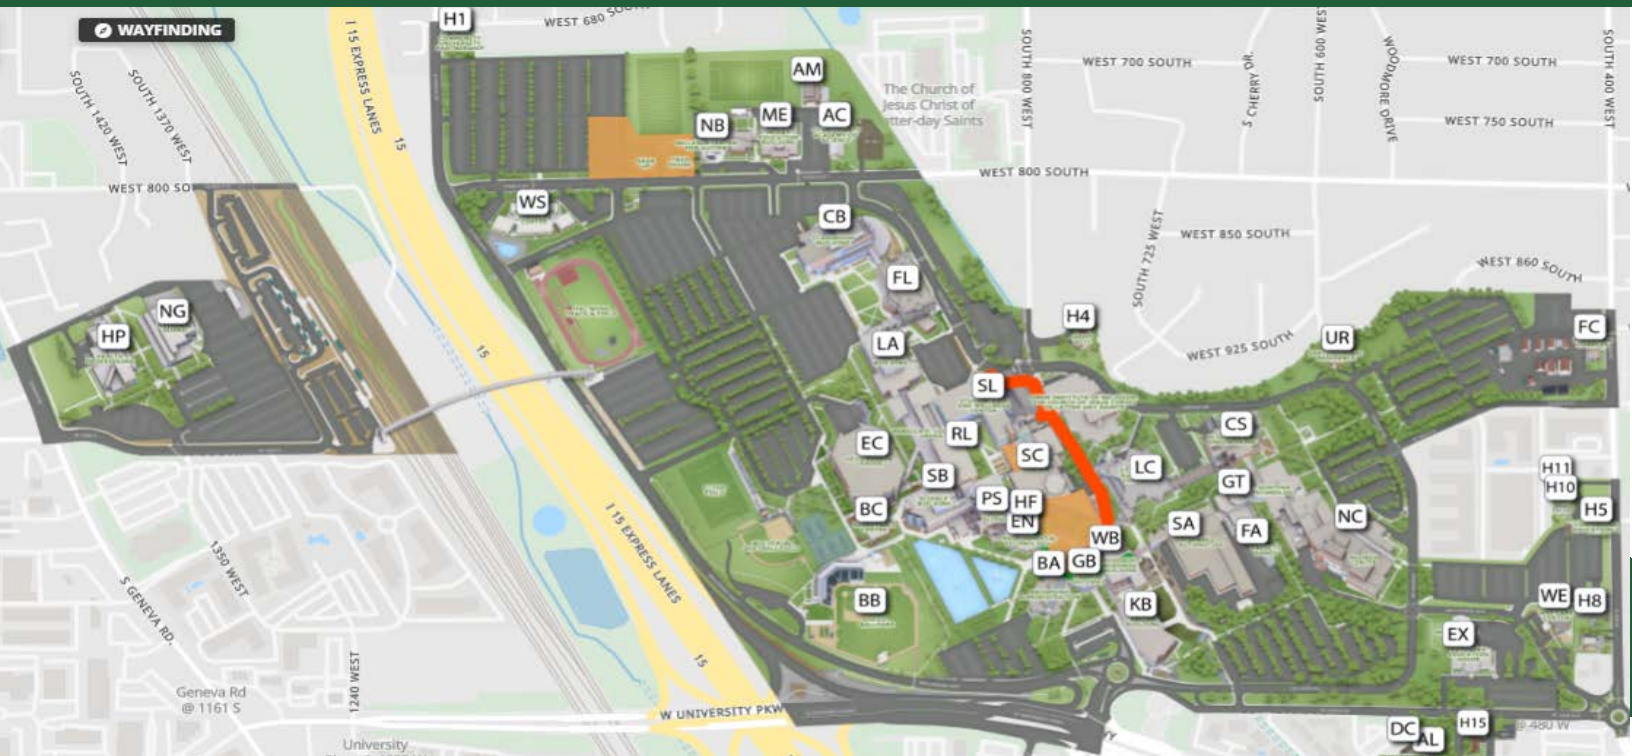 WAYFINDING
H1
WEST 680 SOUTH
I 15 EXPRESS LANES
15
SOUTH 1420 WEST
SOUTH 1370 WEST
SOUTH 800 WEST
WEST 700 SOUTH
S CHERRY DR.
SOUTH 600 WES
WOODMORE DRIVE
WEST 700 SOUTH
SOUTH 400 WEST
AM
The Church of
Jesus Christ of
tter-day Saints
NB
ME
AC
WEST 750 SOUTH
WEST 800 SO
WEST 800 SOUTH
WS
CB
WEST 850 SOUTH
SOUTH 725 WEST
WEST 860 SOUTH
FL
NG
HP
H4
UR
FC
LA
WEST 925 SOUTH
15
SL
EC
RL
SC
CS
SB
LC
GT
H11
H10
BC
PS
HF
EN
SA
FA
NC
H5
WB
I 15 EXPRESS LANES
BA
GB
1350 WEST
S GENEVA RD.
BB
KB
WE
H8
EX
15
1240 WEST
Geneva Rd
@ 1161 S
W UNIVERSITY PKW
University
DC
AL
H15
@ 480 W